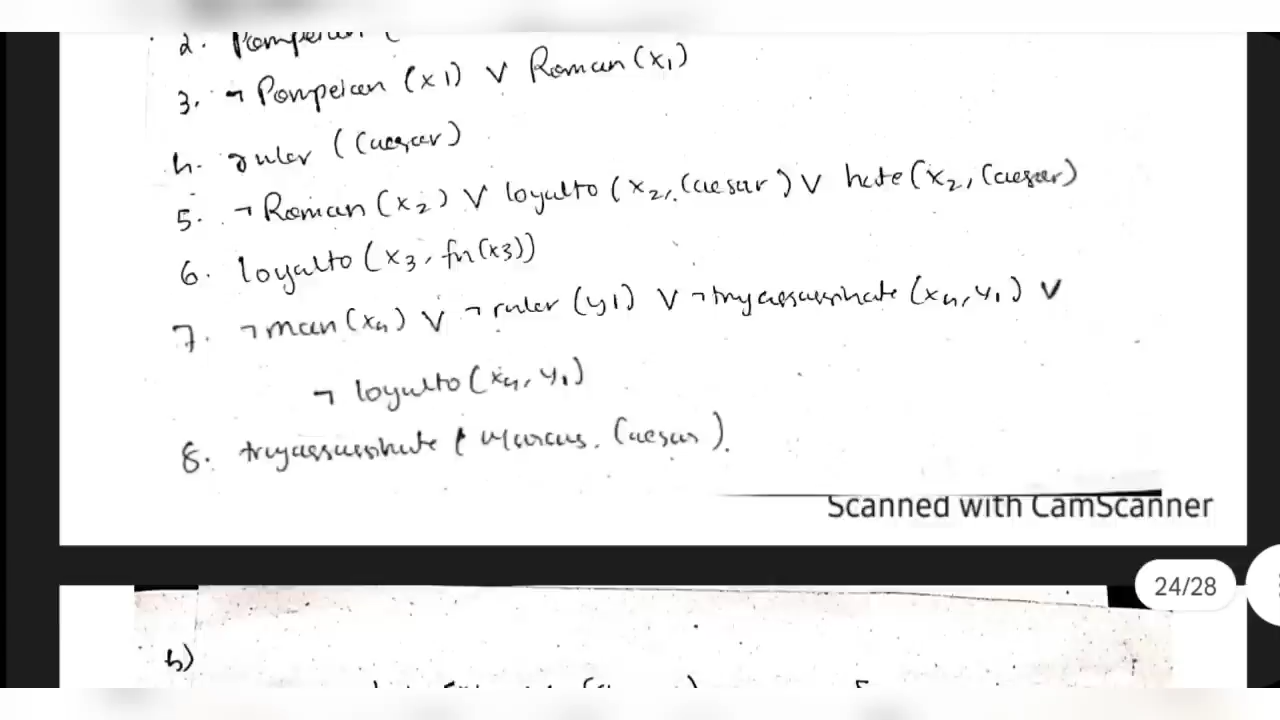 2. Pompeian (
3. ¬ Pompeian (x1) ∨ Roman (x₁)
4. ruler (Caesar)
5. ¬ Roman (x₂) ∨ loyalto (x₂, Caesar) ∨ hate (x₂, Caesar)
6. loyalto (x₃, fn(x3))
7. ¬ man (x₄) ∨ ¬ ruler (y1) ∨ ¬ tryassassinate (x₄, y₁) ∨
¬ loyalto (x₄, y₁)
8. tryassassinate (Marcus, Caesar).
Scanned with CamScanner
24/28
b)